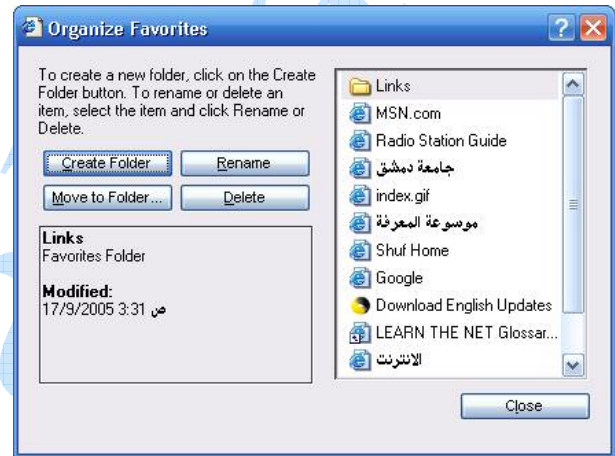 Organize Favorites
To create a new folder, click on the Create
Folder button. To rename or delete an
item, select the item and click Rename or
Delete.
Create Folder
Rename
Move to Folder...
Delete
Links
Favorites Folder
Modified:
17/9/2005 3:31 ص
Links
MSN.com
Radio Station Guide
جامعة دمشق
index.gif
موسوعة المعرفة
Shuf Home
Google
Download English Updates
LEARN THE NET Glossar...
الانترنت
Close